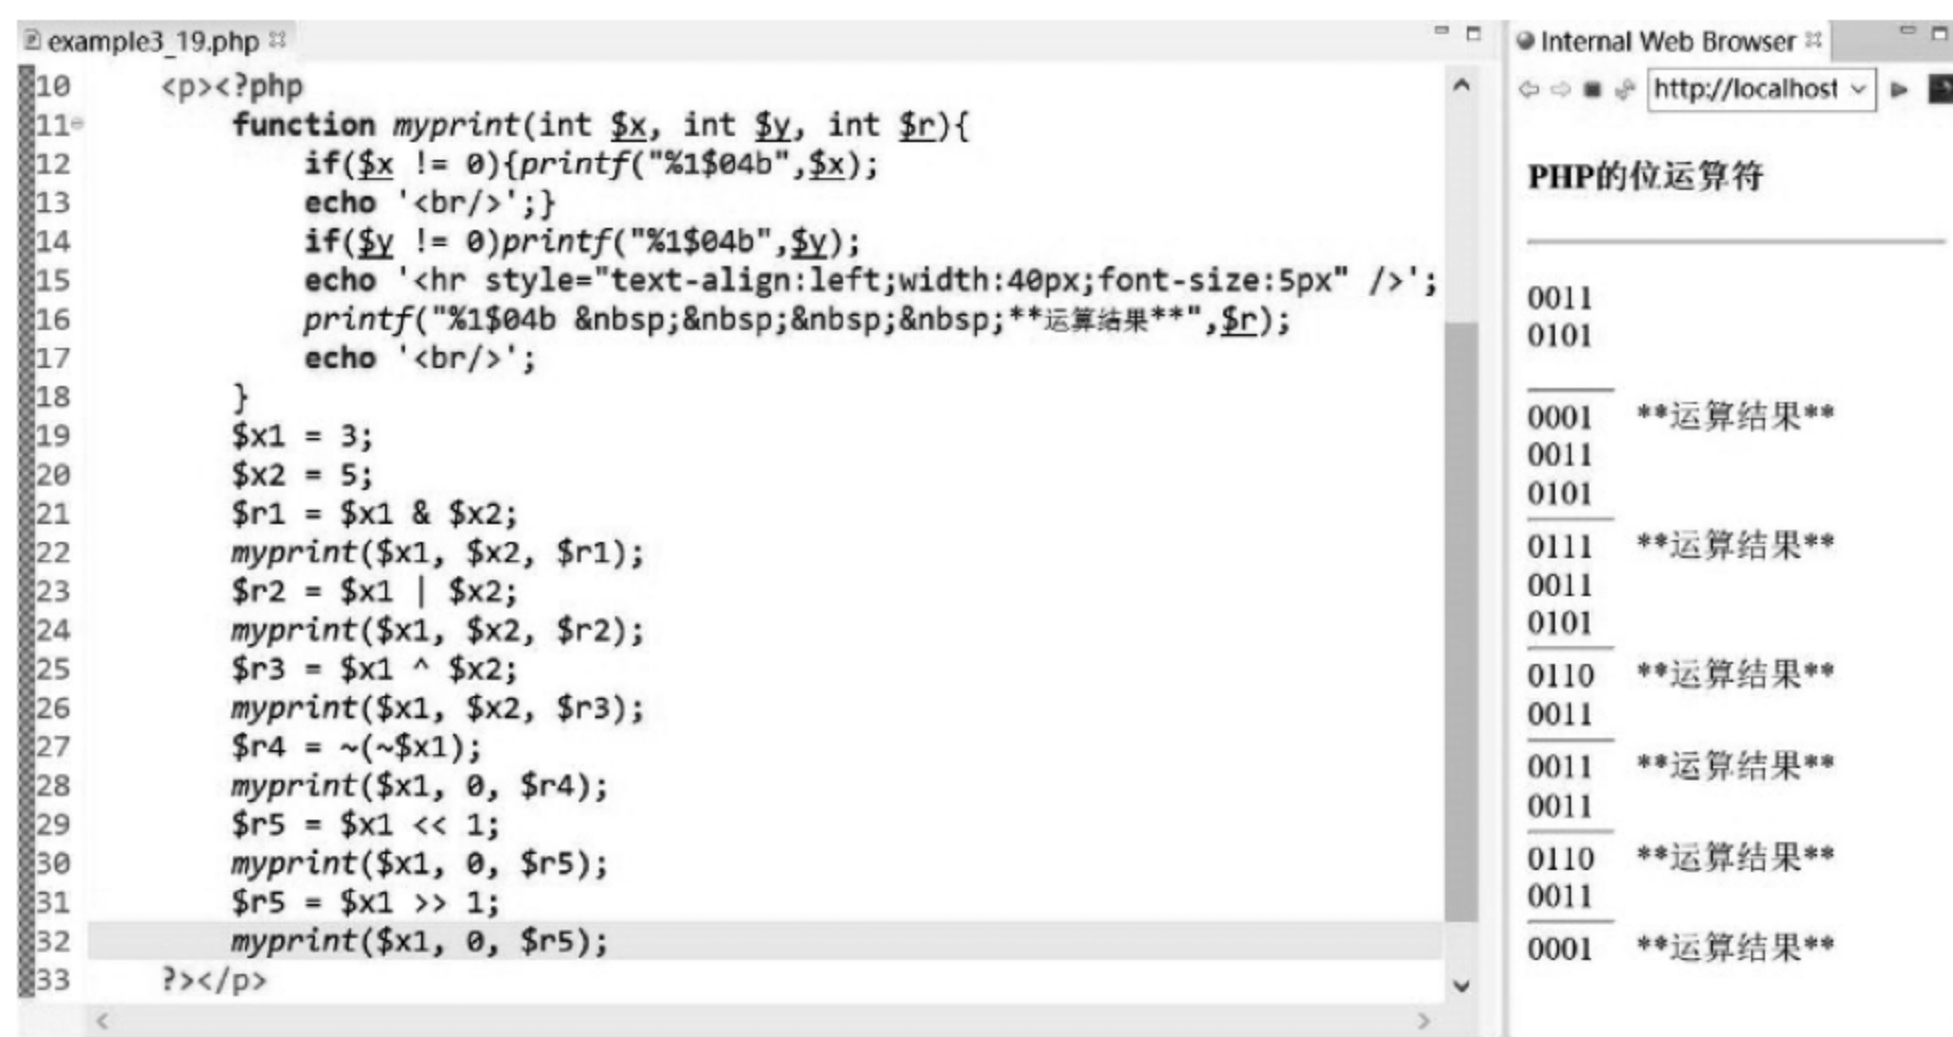 example3_19.php
10 <p><?php
11 function myprint(int $x, int $y, int $r){
12 if($x != 0){printf("%1$04b",$x);
13 echo '<br/>';}
14 if($y != 0)printf("%1$04b",$y);
15 echo '<hr style="text-align:left;width:40px;font-size:5px" />';
16 printf("%1$04b &nbsp;&nbsp;&nbsp;&nbsp;**运算结果**",$r);
17 echo '<br/>';
18 }
19 $x1 = 3;
20 $x2 = 5;
21 $r1 = $x1 & $x2;
22 myprint($x1, $x2, $r1);
23 $r2 = $x1 | $x2;
24 myprint($x1, $x2, $r2);
25 $r3 = $x1 ^ $x2;
26 myprint($x1, $x2, $r3);
27 $r4 = ~(~$x1);
28 myprint($x1, 0, $r4);
29 $r5 = $x1 << 1;
30 myprint($x1, 0, $r5);
31 $r5 = $x1 >> 1;
32 myprint($x1, 0, $r5);
33 ?></p>
Internal Web Browser
http://localhost
PHP的位运算符
0011
0101
0001 **运算结果**
0011
0101
0111 **运算结果**
0011
0101
0110 **运算结果**
0011
0011 **运算结果**
0011
0110 **运算结果**
0011
0001 **运算结果**